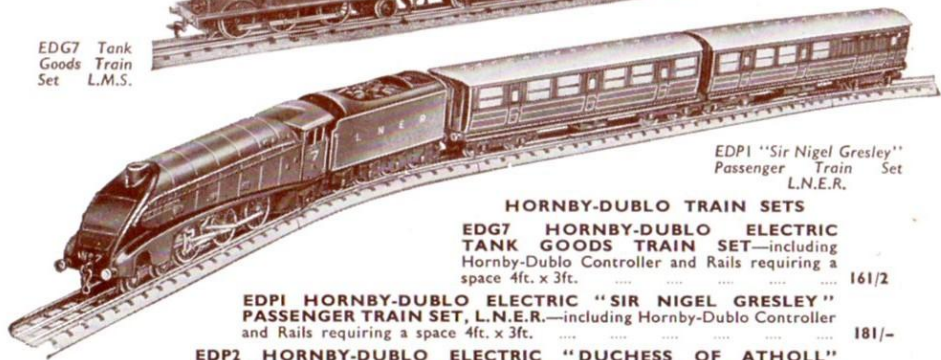 EDG7 Tank
Goods Train
Set L.M.S.
L N E R
7
EDP1 "Sir Nigel Gresley"
Passenger Train Set
L.N.E.R.
HORNBY-DUBLO TRAIN SETS
EDG7 HORNBY-DUBLO ELECTRIC
TANK GOODS TRAIN SET—including
Hornby-Dublo Controller and Rails requiring a
space 4ft. x 3ft. .... .... .... .... 161/2
EDP1 HORNBY-DUBLO ELECTRIC "SIR NIGEL GRESLEY"
PASSENGER TRAIN SET, L.N.E.R.—including Hornby-Dublo Controller
and Rails requiring a space 4ft. x 3ft. .... .... .... .... .... 181/–
EDP2 HORNBY-DUBLO ELECTRIC "DUCHESS OF ATHOLL"